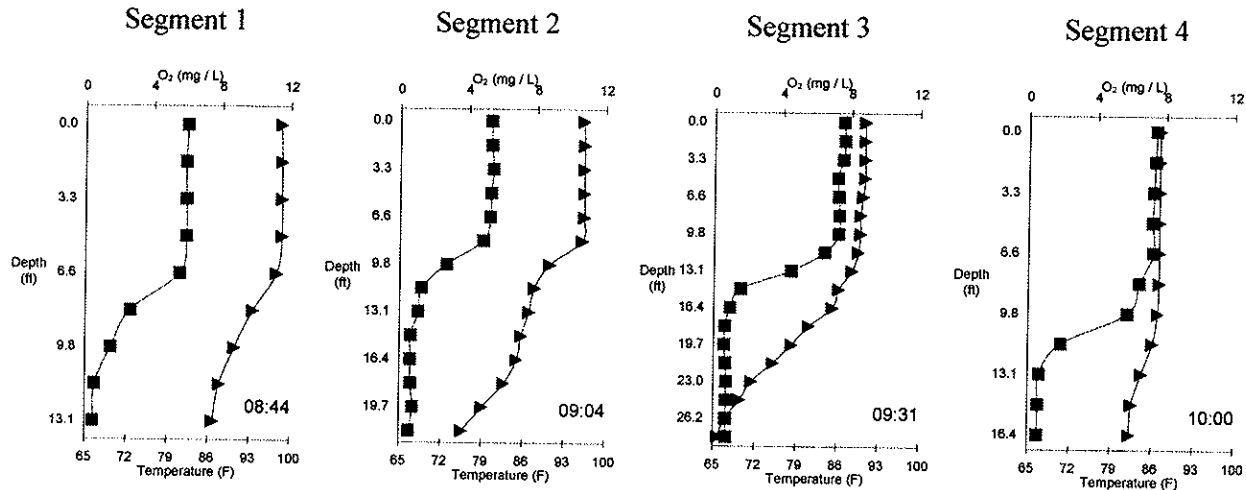 Segment 1
O₂ (mg / L)
0 4 8 12
0.0
3.3
6.6
9.8
13.1
Depth
(ft)
08:44
65 72 79 86 93 100
Temperature (F)
Segment 2
O₂ (mg / L)
0 4 8 12
0.0
3.3
6.6
9.8
13.1
16.4
19.7
Depth
(ft)
09:04
65 72 79 86 93 100
Temperature (F)
Segment 3
O₂ (mg / L)
0 4 8 12
0.0
3.3
6.6
9.8
13.1
16.4
19.7
23.0
26.2
Depth
(ft)
09:31
65 72 79 86 93 100
Temperature (F)
Segment 4
O₂ (mg / L)
0 4 8 12
0.0
3.3
6.6
9.8
13.1
16.4
Depth
(ft)
10:00
65 72 79 86 93 100
Temperature (F)